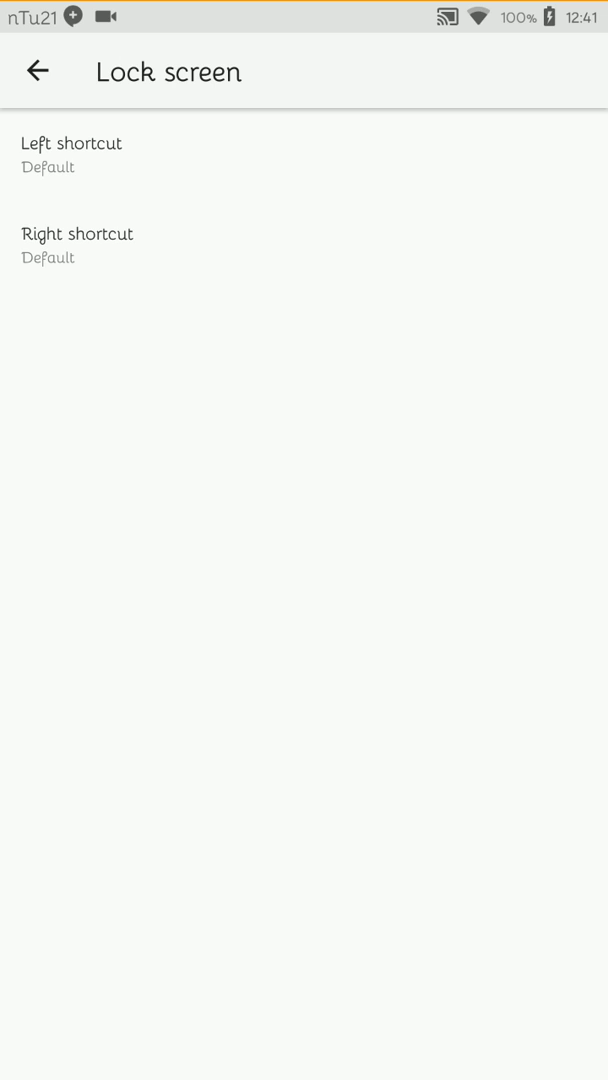 nTu21 100% 12:41
Lock screen
Left shortcut
Default
Right shortcut
Default